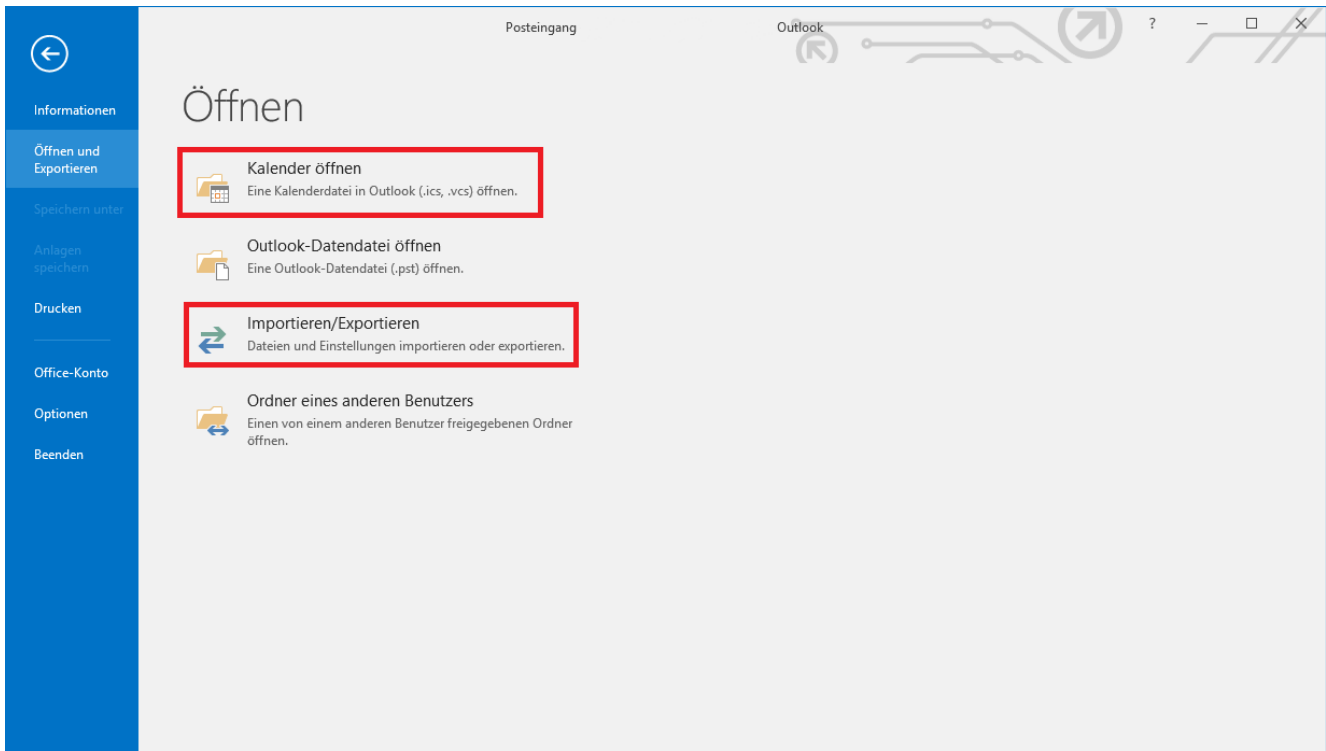 Posteingang
Outlook
?
Informationen
Öffnen und
Exportieren
Speichern unter
Anlagen
speichern
Drucken
Office-Konto
Optionen
Beenden
Öffnen
Kalender öffnen
Eine Kalenderdatei in Outlook (.ics, .vcs) öffnen.
Outlook-Datendatei öffnen
Eine Outlook-Datendatei (.pst) öffnen.
Importieren/Exportieren
Dateien und Einstellungen importieren oder exportieren.
Ordner eines anderen Benutzers
Einen von einem anderen Benutzer freigegebenen Ordner
öffnen.